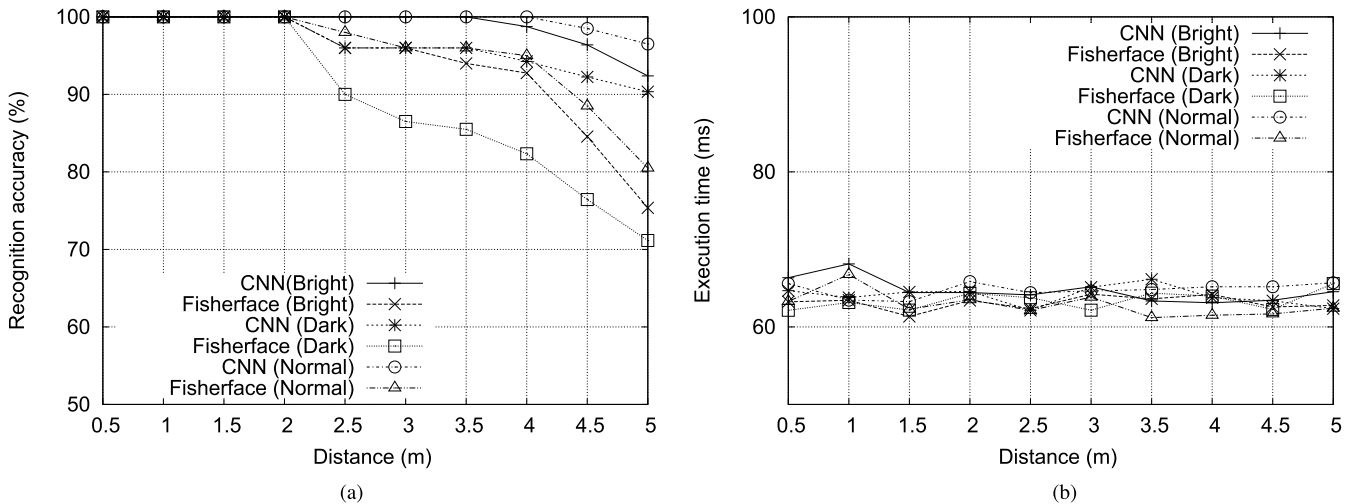 Recognition accuracy (%)
100
90
80
70
60
50
CNN(Bright)
Fisherface (Bright)
CNN (Dark)
Fisherface (Dark)
CNN (Normal)
Fisherface (Normal)
0.5 1 1.5 2 2.5 3 3.5 4 4.5 5
Distance (m)
(a)
Execution time (ms)
100
80
60
CNN (Bright)
Fisherface (Bright)
CNN (Dark)
Fisherface (Dark)
CNN (Normal)
Fisherface (Normal)
0.5 1 1.5 2 2.5 3 3.5 4 4.5 5
Distance (m)
(b)